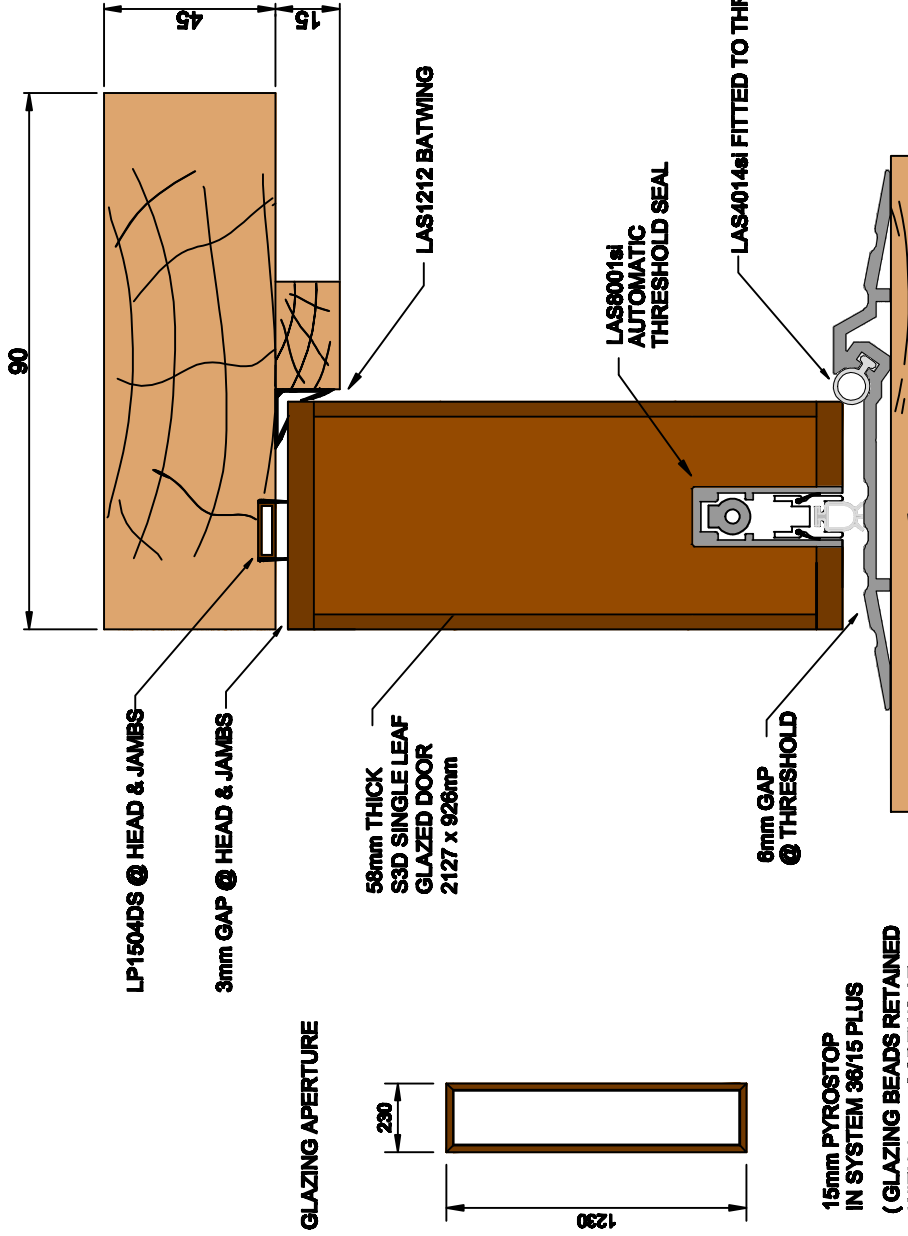 90
45
15
LP1504DS @ HEAD & JAMBS
3mm GAP @ HEAD & JAMBS
LAS1212 BATWING
58mm THICK
S3D SINGLE LEAF
GLAZED DOOR
2127 x 926mm
LAS8001si
AUTOMATIC
THRESHOLD SEAL
LAS4014si FITTED TO THR
6mm GAP
@ THRESHOLD
GLAZING APERTURE
230
1230
15mm PYROSTOP
IN SYSTEM 36/15 PLUS
( GLAZING BEADS RETAINED